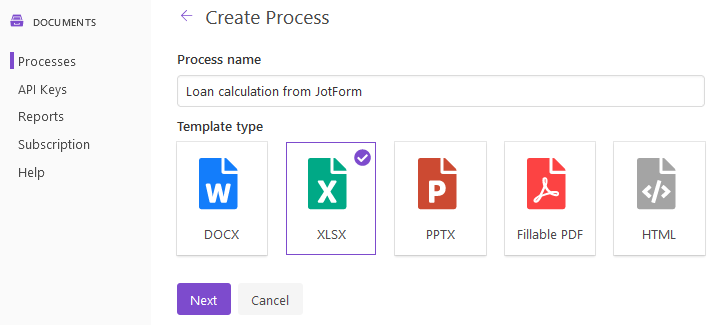 DOCUMENTS
Processes
API Keys
Reports
Subscription
Help
← Create Process
Process name
Loan calculation from JotForm
Template type
W
X
P
</>
DOCX
XLSX
PPTX
Fillable PDF
HTML
Next
Cancel